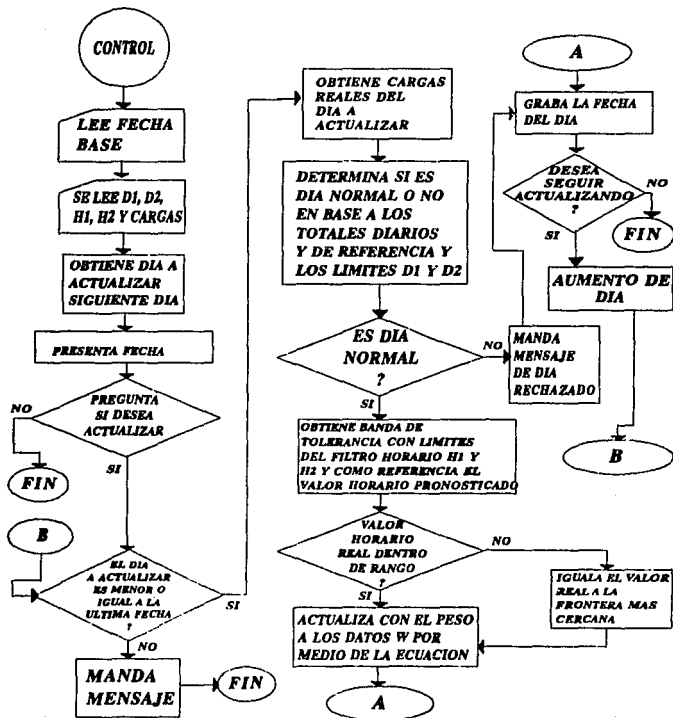 CONTROL
LEE FECHA
BASE
SE LEE D1, D2,
H1, H2 Y CARGAS
OBTIENE DIA A
ACTUALIZAR
SIGUIENTE DIA
PRESENTA FECHA
PREGUNTA
SI DESEA
ACTUALIZAR
NO
FIN
SI
B
EL DIA
A ACTUALIZAR
ES MENOR O
IGUAL A LA
ULTIMA FECHA
?
SI
NO
MANDA
MENSAJE
FIN
OBTIENE CARGAS
REALES DEL
DIA A
ACTUALIZAR
DETERMINA SI ES
DIA NORMAL O NO
EN BASE A LOS
TOTALES DIARIOS
Y DE REFERENCIA Y
LOS LIMITES D1 Y D2
ES DIA
NORMAL
?
NO
MANDA
MENSAJE
DE DIA
RECHAZADO
SI
OBTIENE BANDA DE
TOLERANCIA CON LIMITES
DEL FILTRO HORARIO H1 Y
H2 Y COMO REFERENCIA EL
VALOR HORARIO PRONOSTICADO
VALOR
HORARIO
REAL DENTRO
DE RANGO
?
NO
IGUALA EL VALOR
REAL A LA
FRONTERA MAS
CERCANA
SI
ACTUALIZA CON EL PESO
A LOS DATOS W POR
MEDIO DE LA ECUACION
A
A
GRABA LA FECHA
DEL DIA
DESEA
SEGUIR
ACTUALIZANDO
?
NO
FIN
SI
AUMENTO DE
DIA
B